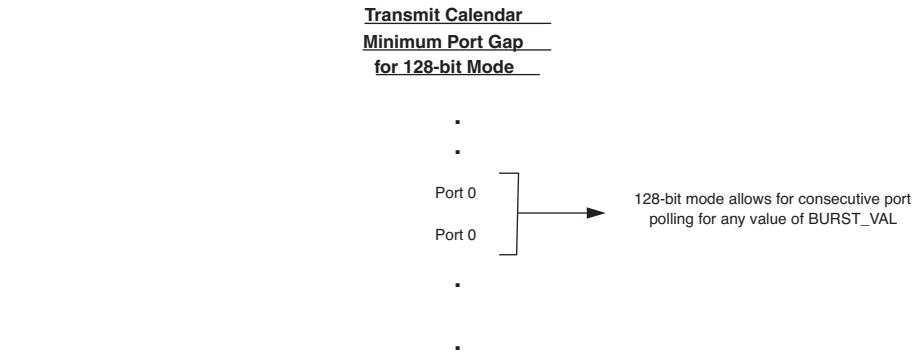 Transmit Calendar
Minimum Port Gap
for 128-bit Mode
.
.
Port 0
Port 0
128-bit mode allows for consecutive port
polling for any value of BURST_VAL
.
.